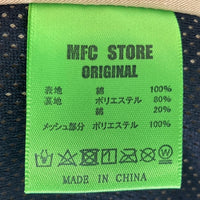 MFC STORE
ORIGINAL
表地 綿 100%
裏地 ポリエステル 80%
綿 20%
メッシュ部分 ポリエステル 100%
MADE IN CHINA